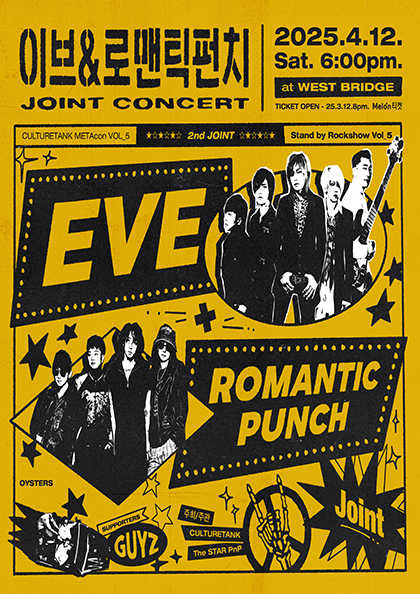 이브&로맨틱펀치
JOINT CONCERT
2025.4.12.
Sat. 6:00pm.
at WEST BRIDGE
TICKET OPEN - 25.3.12.8pm. Melon티켓
CULTURETANK METAcon VOL_5
★☆★☆★☆ 2nd JOINT ☆★☆★☆★
Stand by Rockshow Vol_5
EVE
ROMANTIC
PUNCH
OYSTERS
SUPPORTERS
GUYZ
주최/주관
CULTURETANK
The STAR PnP
Joint